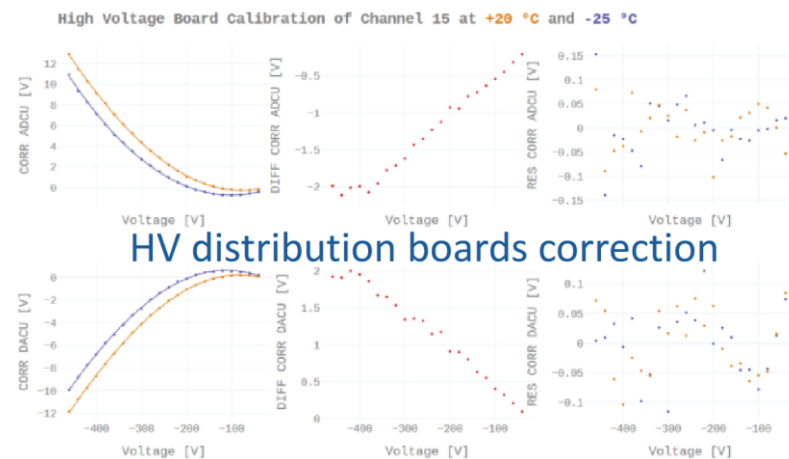 High Voltage Board Calibration of Channel 15 at +20 °C and -25 °C
CORR ADCU [V]
12
10
8
6
4
2
0
Voltage [V]
DIFF CORR ADCU [V]
−0.5
−1
−1.5
−2
Voltage [V]
RES CORR ADCU [V]
0.15
0.1
0.05
0
−0.05
−0.1
−0.15
Voltage [V]
HV distribution boards correction
CORR DACU [V]
0
−2
−4
−6
−8
−10
−12
−400 −300 −200 −100
Voltage [V]
DIFF CORR DACU [V]
2
1.5
1
0.5
0
−400 −300 −200 −100
Voltage [V]
RES CORR DACU [V]
0.1
0.05
0
−0.05
−0.1
−400 −300 −200 −100
Voltage [V]